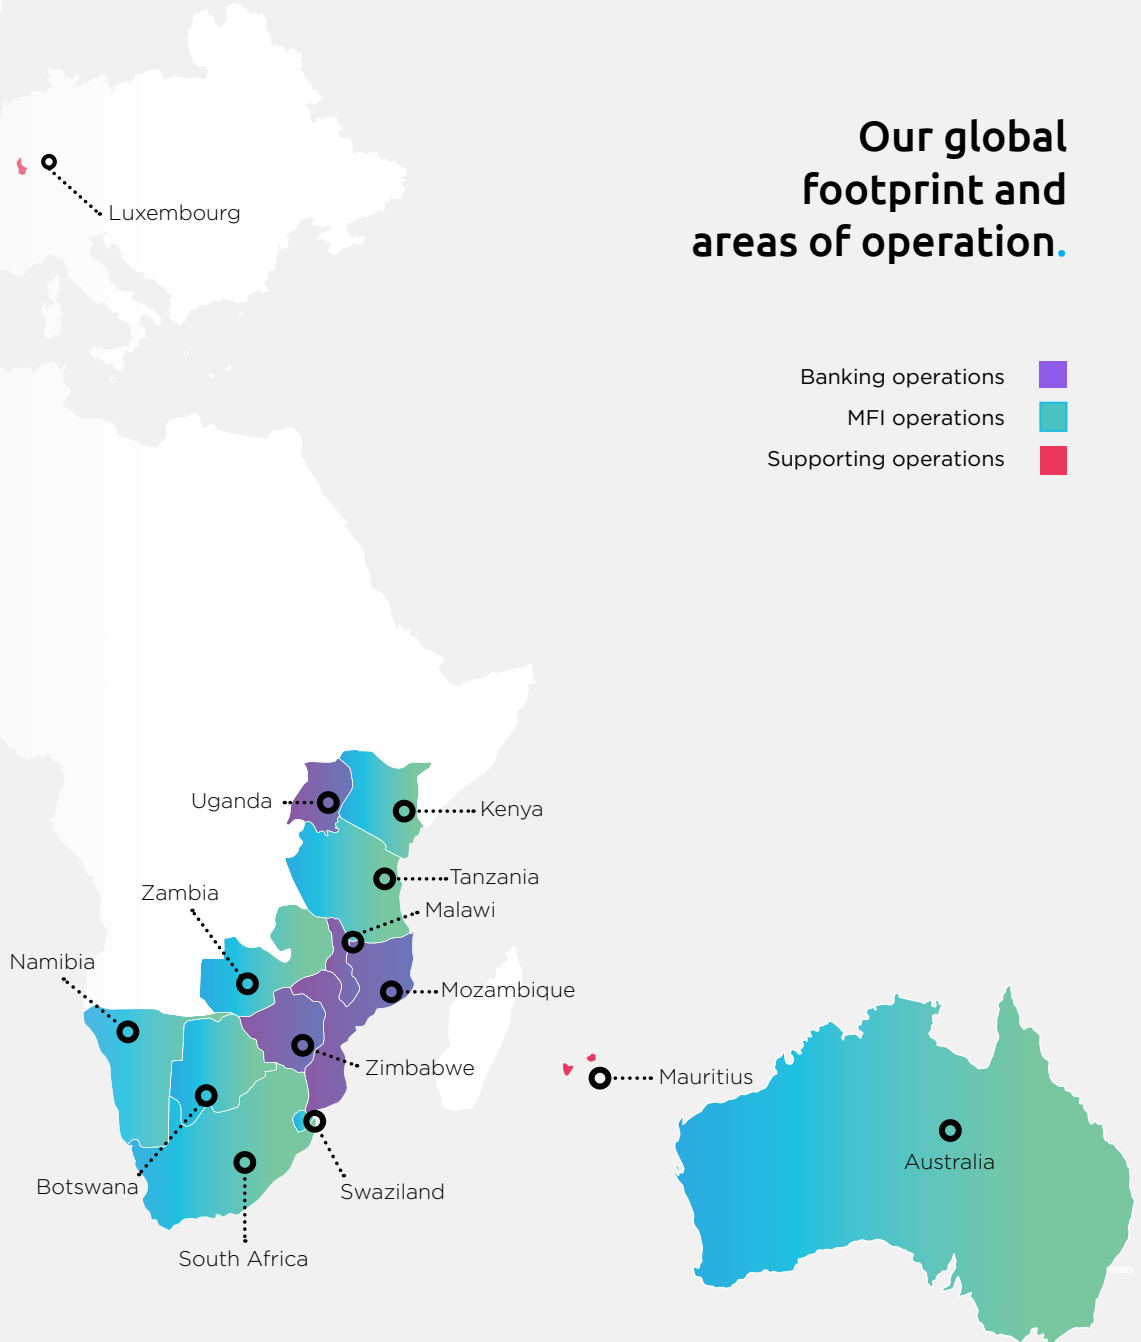 Our global
footprint and
areas of operation.
Luxembourg
Banking operations
MFI operations
Supporting operations
Uganda
Kenya
Tanzania
Zambia
Malawi
Namibia
Mozambique
Zimbabwe
Mauritius
Australia
Botswana
Swaziland
South Africa